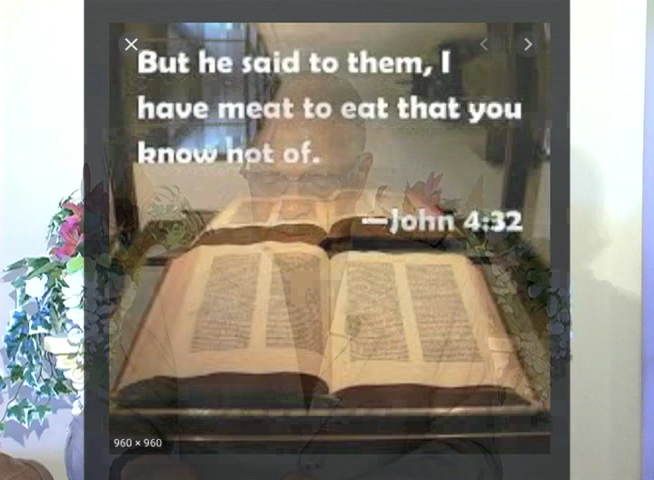 But he said to them, I
have meat to eat that you
know not of.
—John 4:32
960 × 960